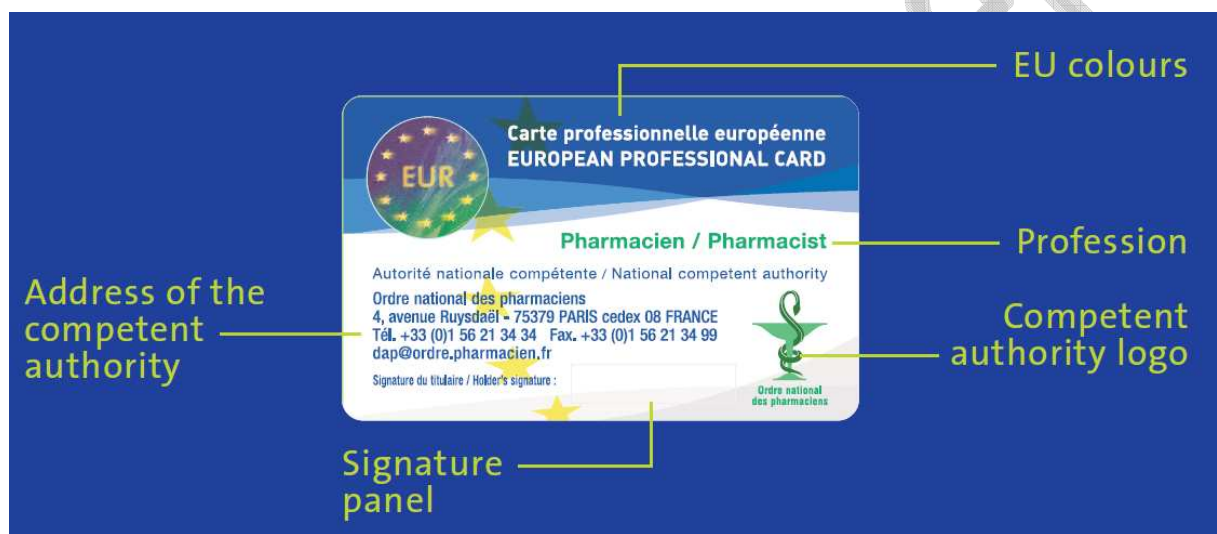 EU colours
Carte professionnelle européenne
EUROPEAN PROFESSIONAL CARD
EUR
Pharmacien / Pharmacist
Profession
Autorité nationale compétente / National competent authority
Ordre national des pharmaciens
4, avenue Ruysdaël - 75379 PARIS cedex 08 FRANCE
Tél. +33 (0)1 56 21 34 34 Fax. +33 (0)1 56 21 34 99
dap@ordre.pharmacien.fr
Signature du titulaire / Holder's signature :
Ordre national
des pharmaciens
Address of the
competent
authority
Competent
authority logo
Signature
panel